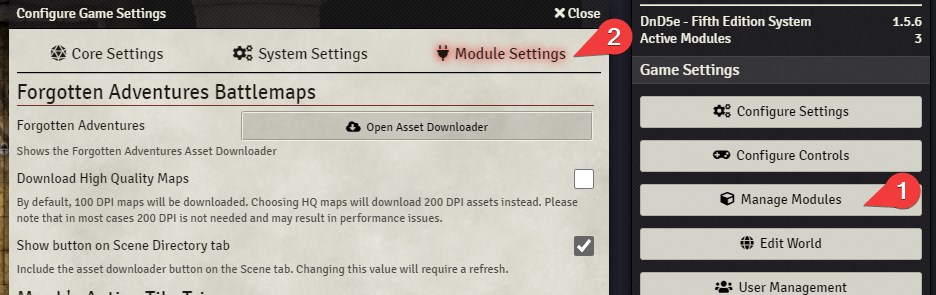 Configure Game Settings
Close
Core Settings
System Settings
Module Settings
2
Forgotten Adventures Battlemaps
Forgotten Adventures
Open Asset Downloader
Shows the Forgotten Adventures Asset Downloader
Download High Quality Maps
By default, 100 DPI maps will be downloaded. Choosing HQ maps will download 200 DPI assets instead. Please
note that in most cases 200 DPI is not needed and may result in performance issues.
Show button on Scene Directory tab
Include the asset downloader button on the Scene tab. Changing this value will require a refresh.
DnD5e - Fifth Edition System 1.5.6
Active Modules 3
Game Settings
Configure Settings
Configure Controls
Manage Modules
1
Edit World
User Management